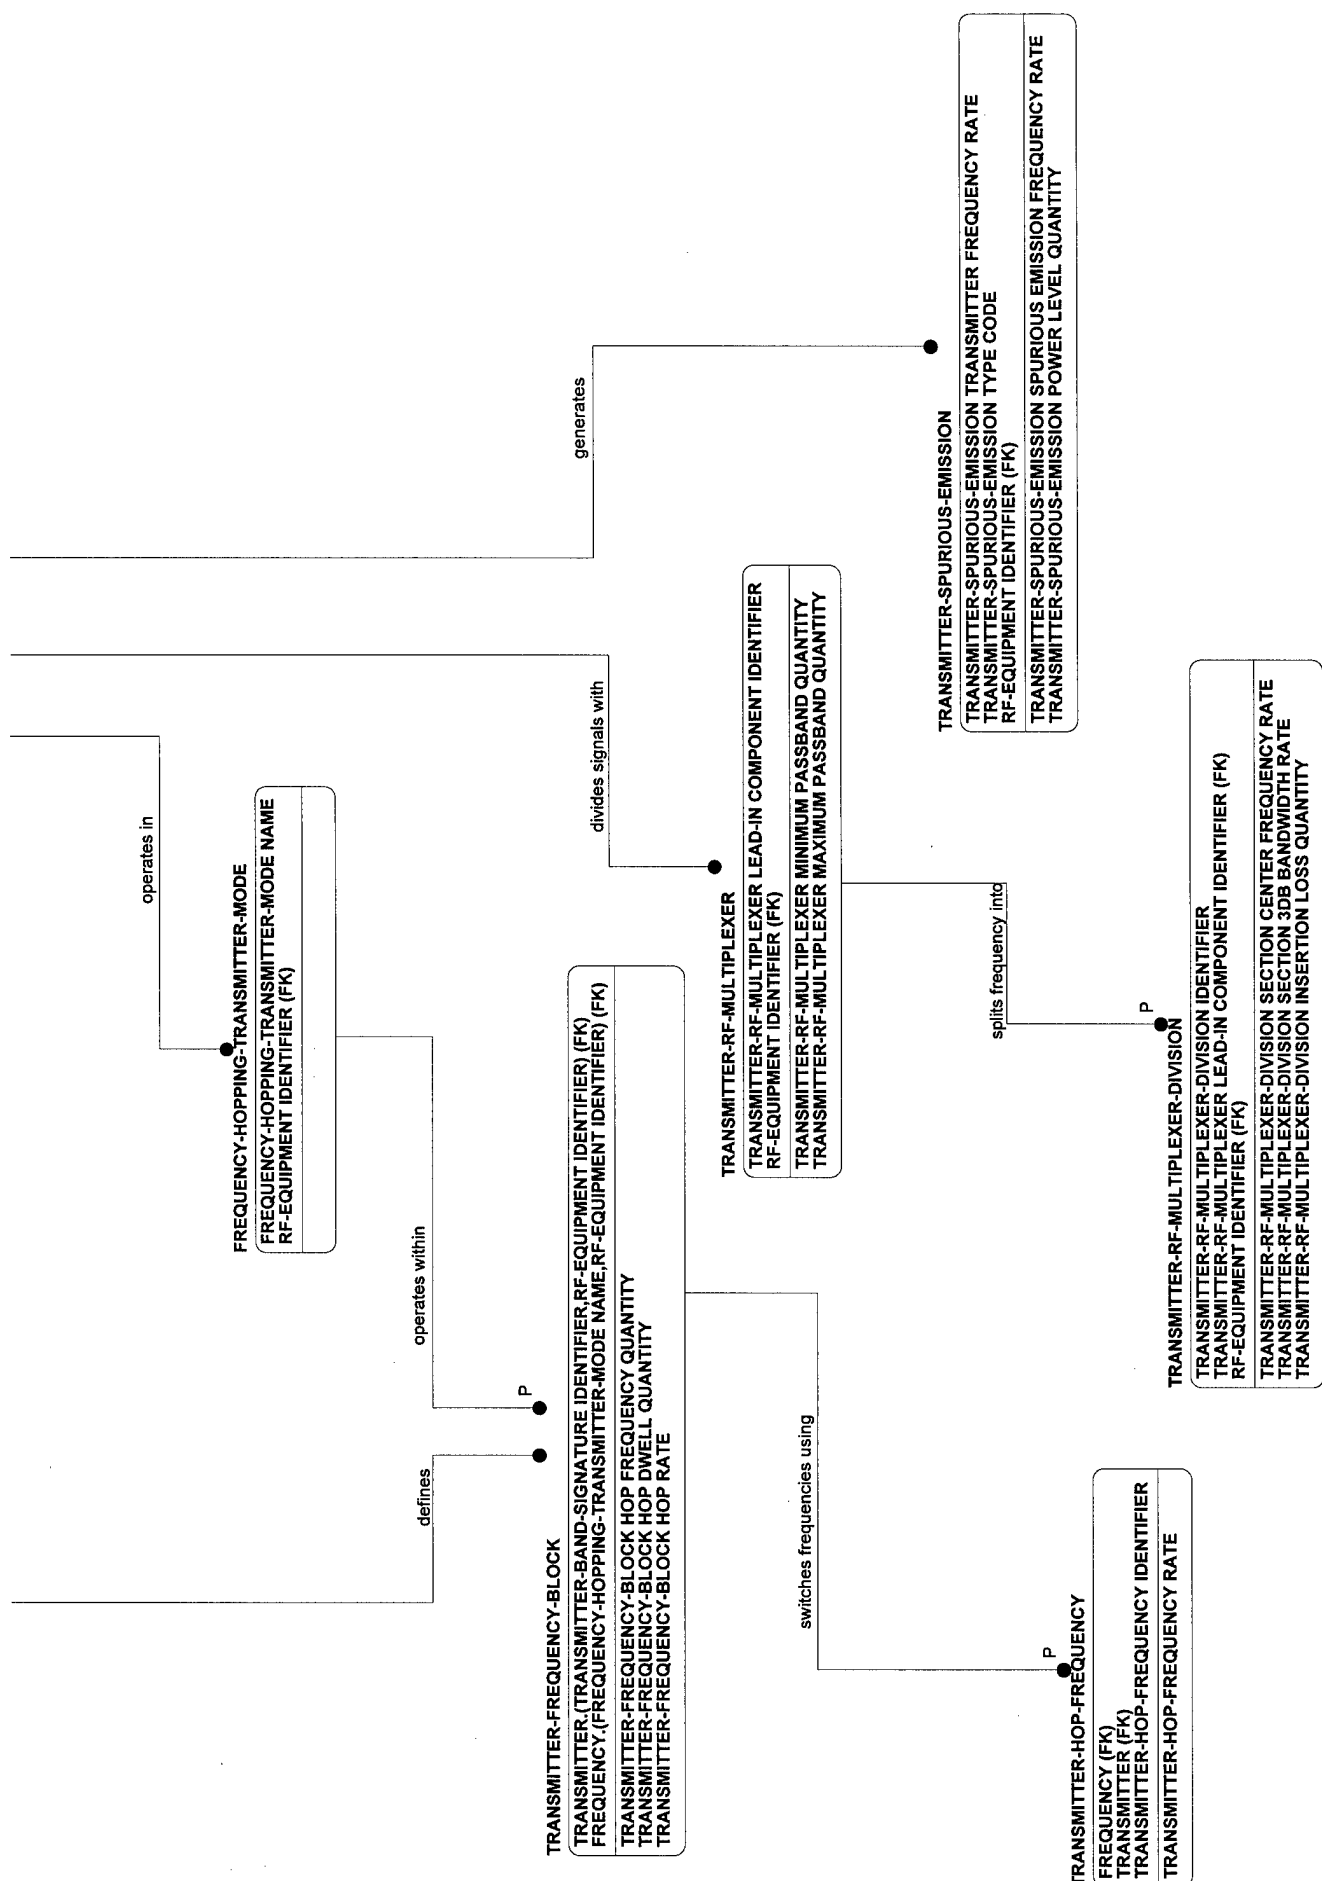 defines
operates in
FREQUENCY-HOPPING-TRANSMITTER-MODE
FREQUENCY-HOPPING-TRANSMITTER-MODE NAME
RF-EQUIPMENT IDENTIFIER (FK)
operates within
P
TRANSMITTER-FREQUENCY-BLOCK
TRANSMITTER.(TRANSMITTER-BAND-SIGNATURE IDENTIFIER,RF-EQUIPMENT IDENTIFIER) (FK)
FREQUENCY.(FREQUENCY-HOPPING-TRANSMITTER-MODE NAME,RF-EQUIPMENT IDENTIFIER) (FK)
TRANSMITTER-FREQUENCY-BLOCK HOP FREQUENCY QUANTITY
TRANSMITTER-FREQUENCY-BLOCK HOP DWELL QUANTITY
TRANSMITTER-FREQUENCY-BLOCK HOP RATE
divides signals with
generates
TRANSMITTER-RF-MULTIPLEXER
TRANSMITTER-RF-MULTIPLEXER LEAD-IN COMPONENT IDENTIFIER
RF-EQUIPMENT IDENTIFIER (FK)
TRANSMITTER-RF-MULTIPLEXER MINIMUM PASSBAND QUANTITY
TRANSMITTER-RF-MULTIPLEXER MAXIMUM PASSBAND QUANTITY
switches frequencies using
TRANSMITTER-SPURIOUS-EMISSION
TRANSMITTER-SPURIOUS-EMISSION TRANSMITTER FREQUENCY RATE
TRANSMITTER-SPURIOUS-EMISSION TYPE CODE
RF-EQUIPMENT IDENTIFIER (FK)
TRANSMITTER-SPURIOUS-EMISSION SPURIOUS EMISSION FREQUENCY RATE
TRANSMITTER-SPURIOUS-EMISSION POWER LEVEL QUANTITY
splits frequency into
P
TRANSMITTER-HOP-FREQUENCY
FREQUENCY (FK)
TRANSMITTER (FK)
TRANSMITTER-HOP-FREQUENCY IDENTIFIER
TRANSMITTER-HOP-FREQUENCY RATE
P
TRANSMITTER-RF-MULTIPLEXER-DIVISION
TRANSMITTER-RF-MULTIPLEXER-DIVISION IDENTIFIER
TRANSMITTER-RF-MULTIPLEXER LEAD-IN COMPONENT IDENTIFIER (FK)
RF-EQUIPMENT IDENTIFIER (FK)
TRANSMITTER-RF-MULTIPLEXER-DIVISION SECTION CENTER FREQUENCY RATE
TRANSMITTER-RF-MULTIPLEXER-DIVISION SECTION 3DB BANDWIDTH RATE
TRANSMITTER-RF-MULTIPLEXER-DIVISION INSERTION LOSS QUANTITY